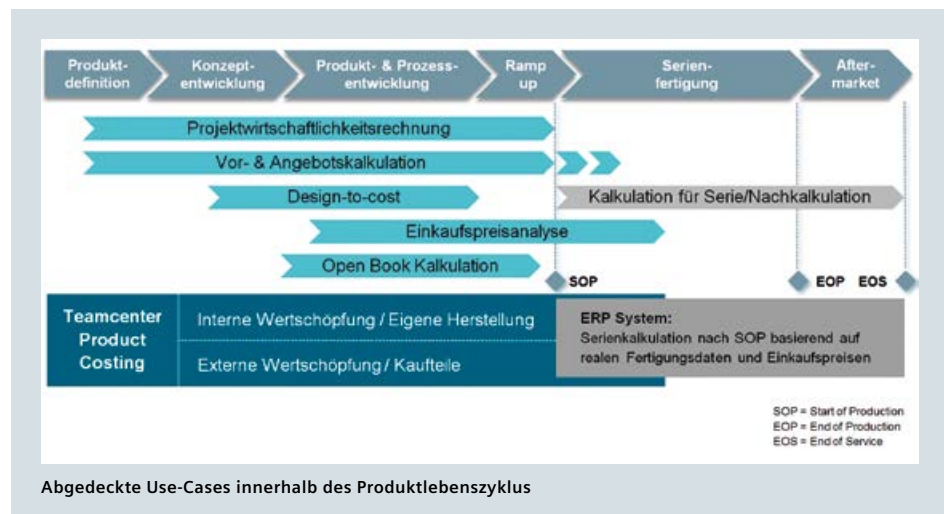 Produkt-
definition
Konzept-
entwicklung
Produkt- & Prozess-
entwicklung
Ramp
up
Serien-
fertigung
After-
market
Projektwirtschaftlichkeitsrechnung
Vor- & Angebotskalkulation
Design-to-cost
Kalkulation für Serie/Nachkalkulation
Einkaufspreisanalyse
Open Book Kalkulation
SOP
EOP
EOS
Teamcenter
Product
Costing
Interne Wertschöpfung / Eigene Herstellung
Externe Wertschöpfung / Kaufteile
ERP System:
Serienkalkulation nach SOP basierend auf
realen Fertigungsdaten und Einkaufspreisen
SOP = Start of Production
EOP = End of Production
EOS = End of Service
Abgedeckte Use-Cases innerhalb des Produktlebenszyklus